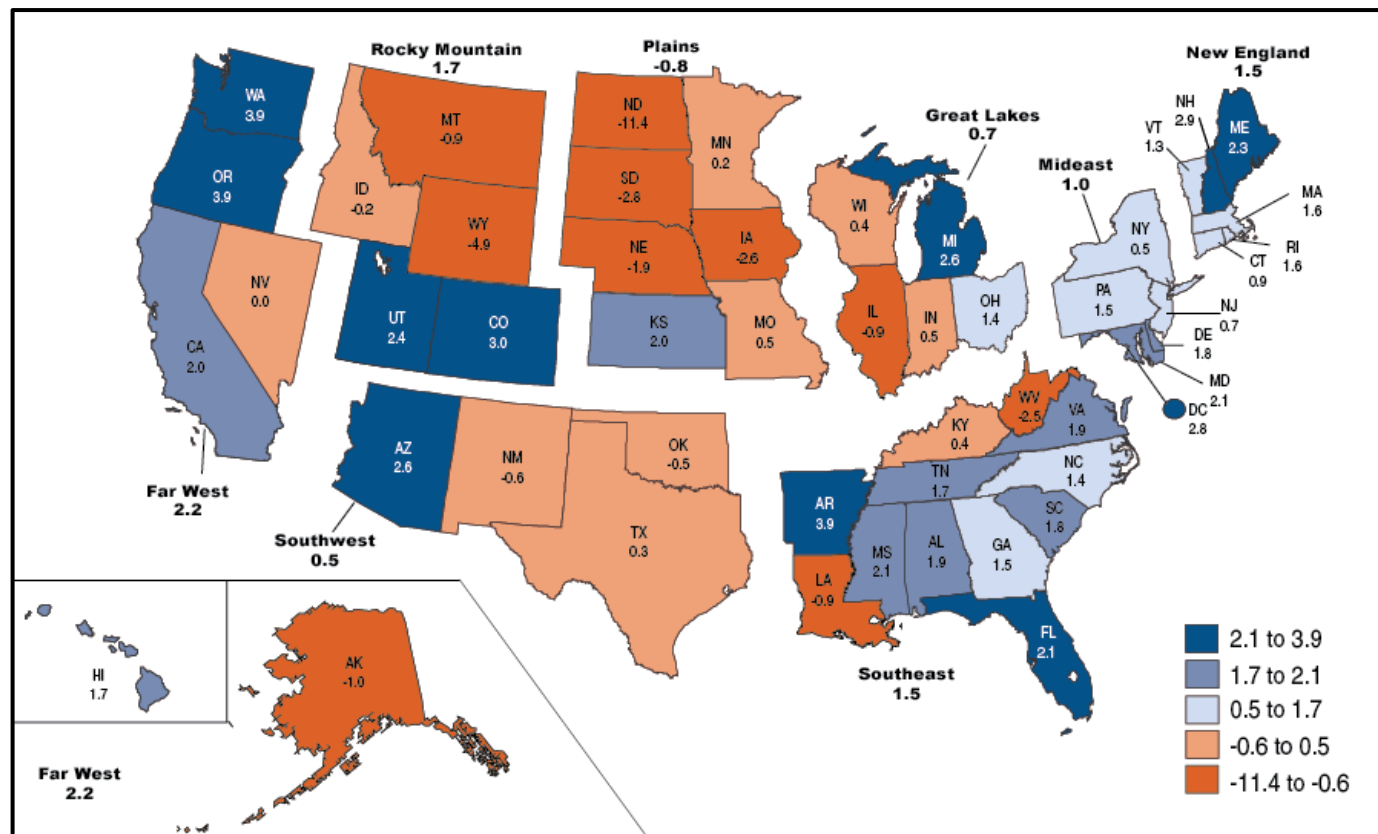 Rocky Mountain
1.7
Plains
-0.8
New England
1.5
Great Lakes
0.7
Mideast
1.0
WA
3.9
OR
3.9
CA
2.0
NV
0.0
Far West
2.2
MT
-0.9
ID
-0.2
WY
-4.9
UT
2.4
CO
3.0
ND
-11.4
SD
-2.8
NE
-1.9
KS
2.0
MN
0.2
IA
-2.6
MO
0.5
WI
0.4
MI
2.6
IL
-0.9
IN
0.5
OH
1.4
NH
2.9
VT
1.3
ME
2.3
MA
1.6
RI
1.6
CT
0.9
NY
0.5
PA
1.5
NJ
0.7
DE
1.8
MD
2.1
DC
2.8
AZ
2.6
NM
-0.6
OK
-0.5
TX
0.3
Southwest
0.5
KY
0.4
WV
-2.5
VA
1.9
TN
1.7
NC
1.4
SC
1.8
AR
3.9
LA
-0.9
MS
2.1
AL
1.9
GA
1.5
FL
2.1
Southeast
1.5
HI
1.7
AK
-1.0
Far West
2.2
2.1 to 3.9
1.7 to 2.1
0.5 to 1.7
-0.6 to 0.5
-11.4 to -0.6